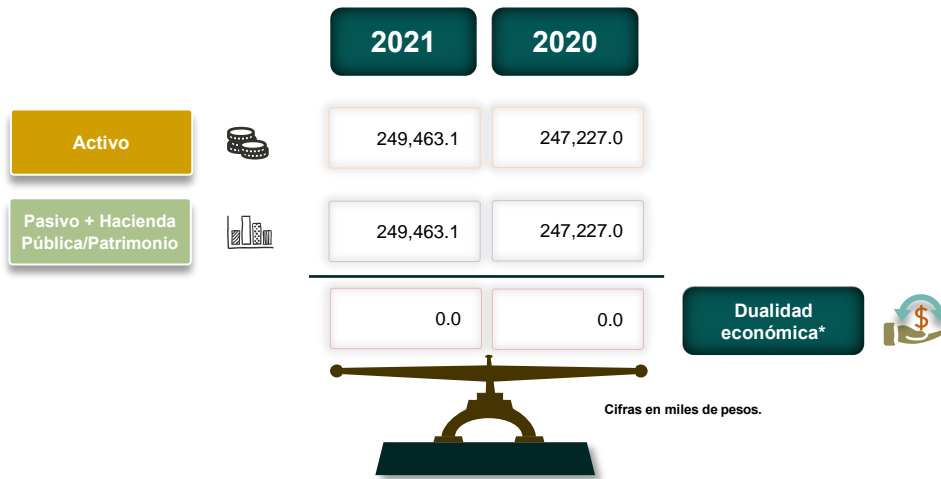 2021 2020
Activo 249,463.1 247,227.0
Pasivo + Hacienda
Pública/Patrimonio 249,463.1 247,227.0
0.0 0.0 Dualidad
económica*
$
Cifras en miles de pesos.